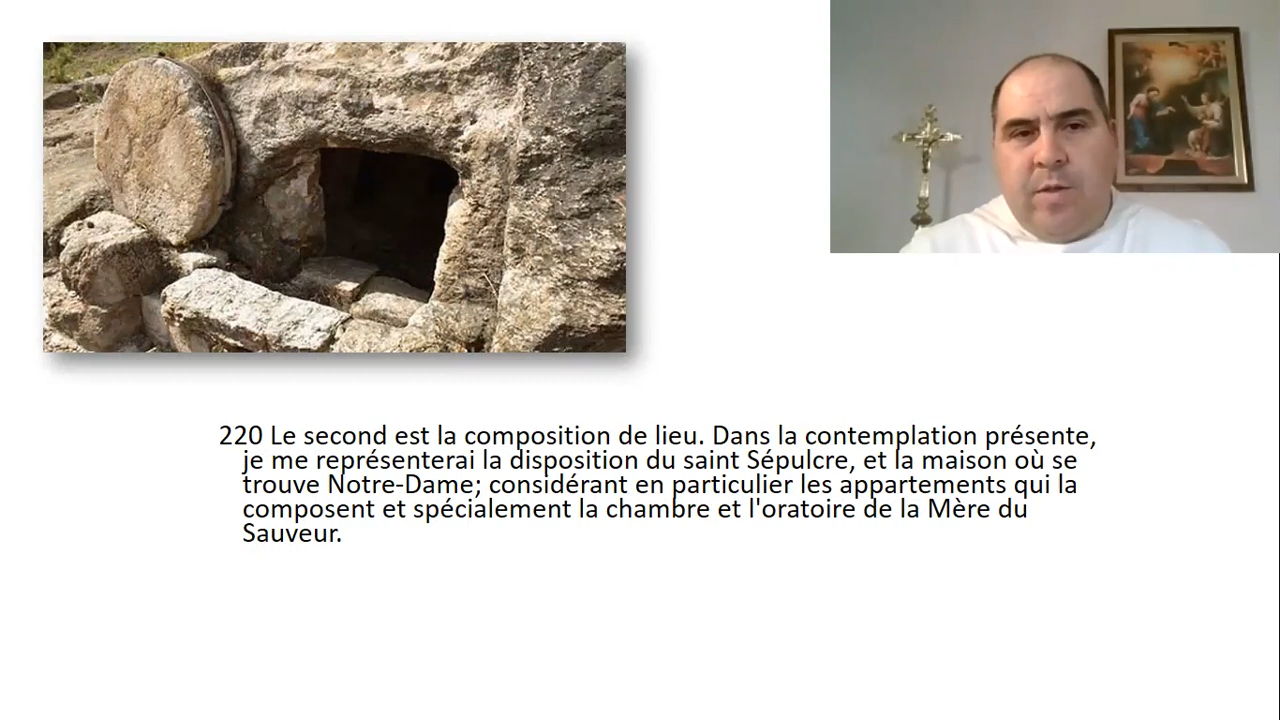 220 Le second est la composition de lieu. Dans la contemplation présente,
je me représenterai la disposition du saint Sépulcre, et la maison où se
trouve Notre-Dame; considérant en particulier les appartements qui la
composent et spécialement la chambre et l'oratoire de la Mère du
Sauveur.